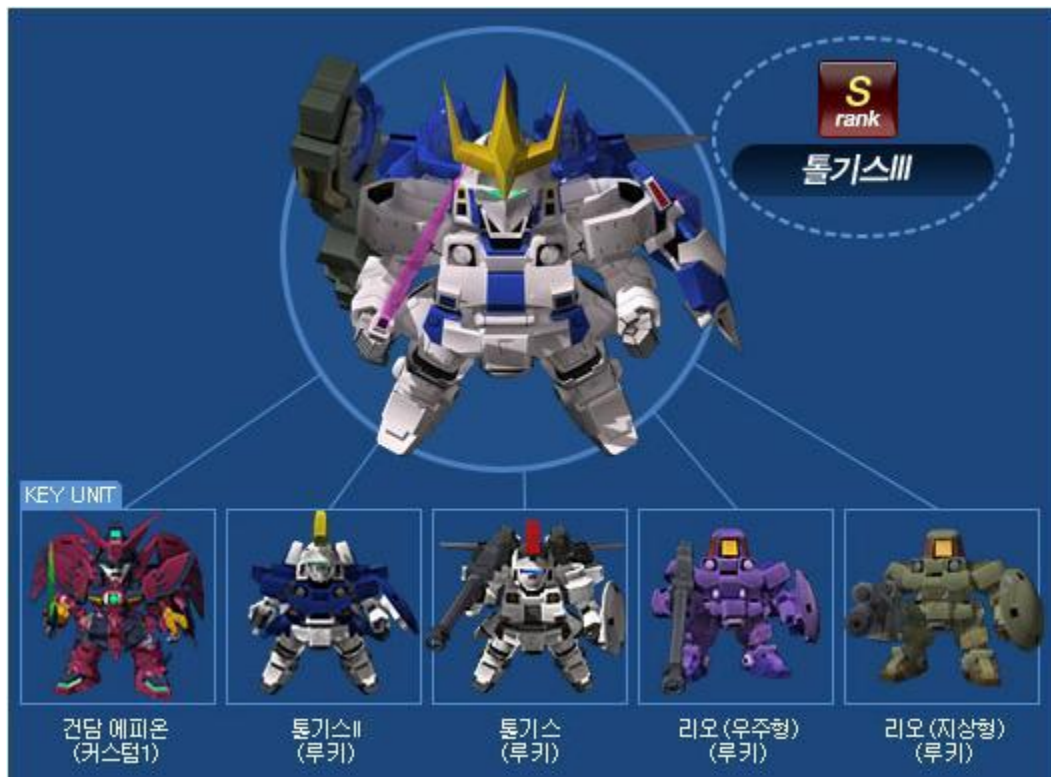 S
rank
톨기스III
KEY UNIT
건담 에피온
(커스텀1)
톨기스II
(루키)
톨기스
(루키)
리오 (우주형)
(루키)
리오 (지상형)
(루키)